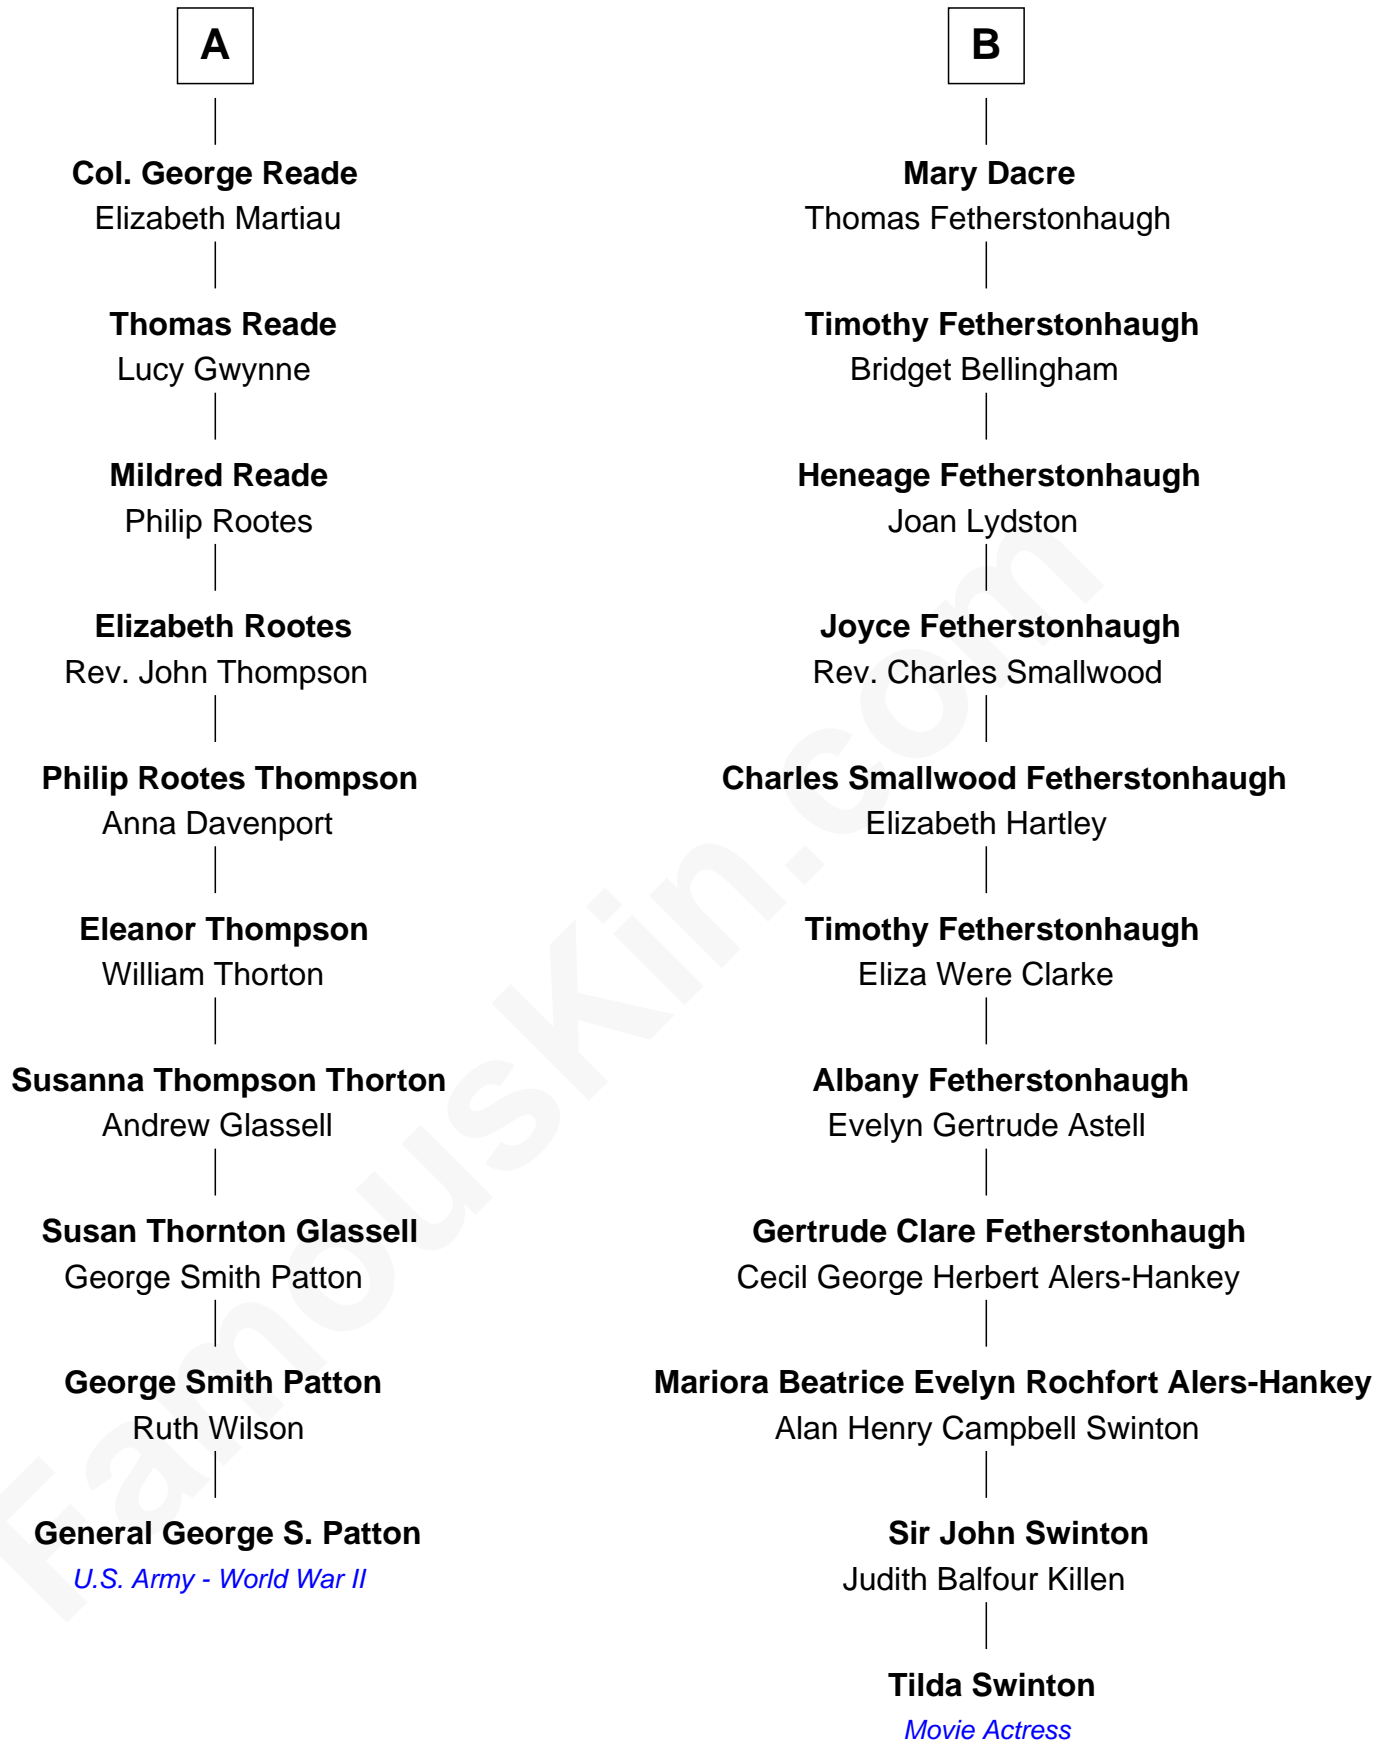 A
Col. George Reade
Elizabeth Martiau
Thomas Reade
Lucy Gwynne
Mildred Reade
Philip Rootes
Elizabeth Rootes
Rev. John Thompson
Philip Rootes Thompson
Anna Davenport
Eleanor Thompson
William Thorton
Susanna Thompson Thorton
Andrew Glassell
Susan Thornton Glassell
George Smith Patton
George Smith Patton
Ruth Wilson
General George S. Patton
U.S. Army - World War II
B
Mary Dacre
Thomas Fetherstonhaugh
Timothy Fetherstonhaugh
Bridget Bellingham
Heneage Fetherstonhaugh
Joan Lydston
Joyce Fetherstonhaugh
Rev. Charles Smallwood
Charles Smallwood Fetherstonhaugh
Elizabeth Hartley
Timothy Fetherstonhaugh
Eliza Were Clarke
Albany Fetherstonhaugh
Evelyn Gertrude Astell
Gertrude Clare Fetherstonhaugh
Cecil George Herbert Alers-Hankey
Mariora Beatrice Evelyn Rochfort Alers-Hankey
Alan Henry Campbell Swinton
Sir John Swinton
Judith Balfour Killen
Tilda Swinton
Movie Actress
FamousKin.com